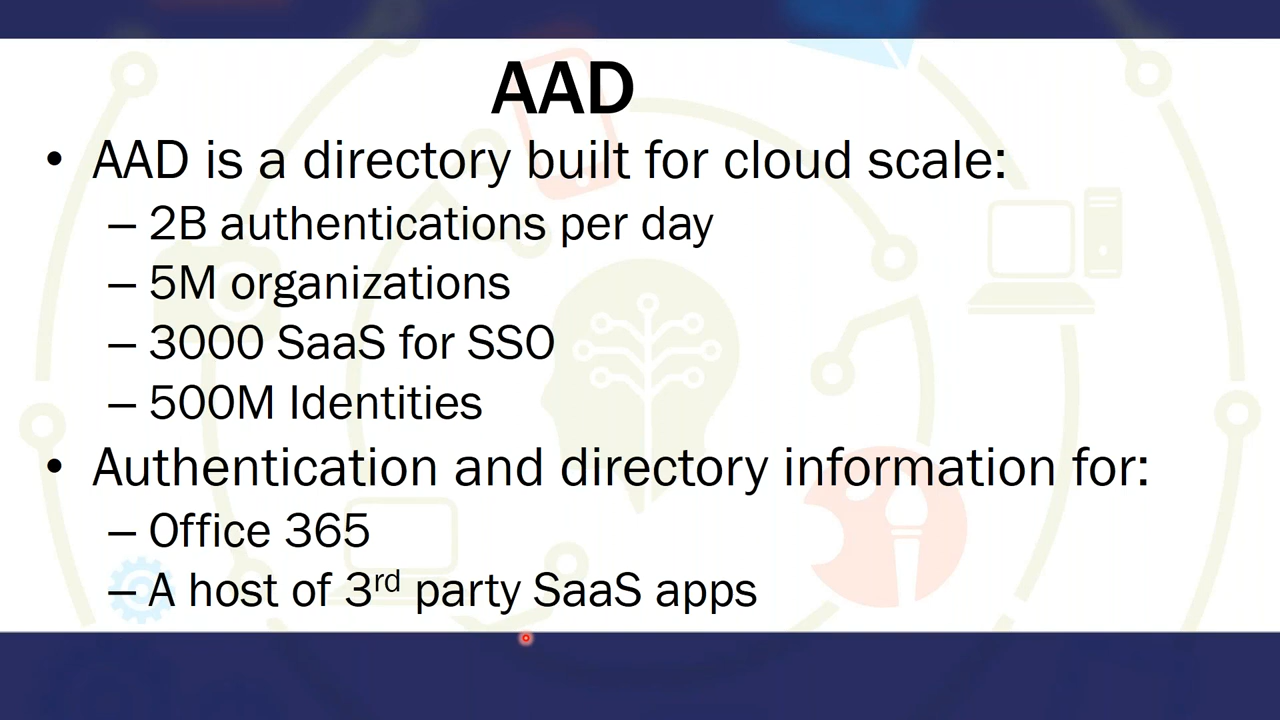 AAD
• AAD is a directory built for cloud scale:
– 2B authentications per day
– 5M organizations
– 3000 SaaS for SSO
– 500M Identities
• Authentication and directory information for:
– Office 365
– A host of 3rd party SaaS apps